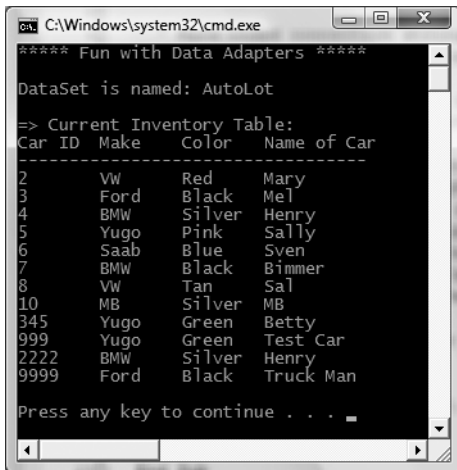 C:\Windows\system32\cmd.exe
***** Fun with Data Adapters *****
DataSet is named: AutoLot
=> Current Inventory Table:
Car ID Make Color Name of Car
-----------------------------------
2 VW Red Mary
3 Ford Black Mel
4 BMW Silver Henry
5 Yugo Pink Sally
6 Saab Blue Sven
7 BMW Black Bimmer
8 VW Tan Sal
10 MB Silver MB
345 Yugo Green Betty
999 Yugo Green Test Car
2222 BMW Silver Henry
9999 Ford Black Truck Man
Press any key to continue . . .